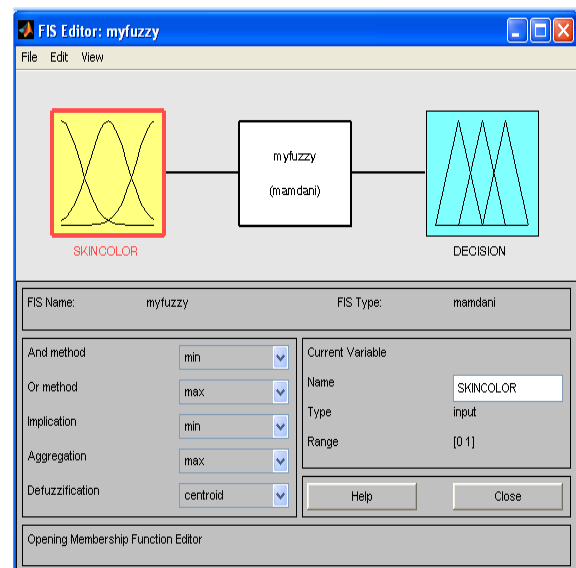 FIS Editor: myfuzzy
File Edit View
myfuzzy
(mamdani)
SKINCOLOR
DECISION
FIS Name: myfuzzy FIS Type: mamdani
And method min
Or method max
Implication min
Aggregation max
Defuzzification centroid
Current Variable
Name SKINCOLOR
Type input
Range [0 1]
Help Close
Opening Membership Function Editor